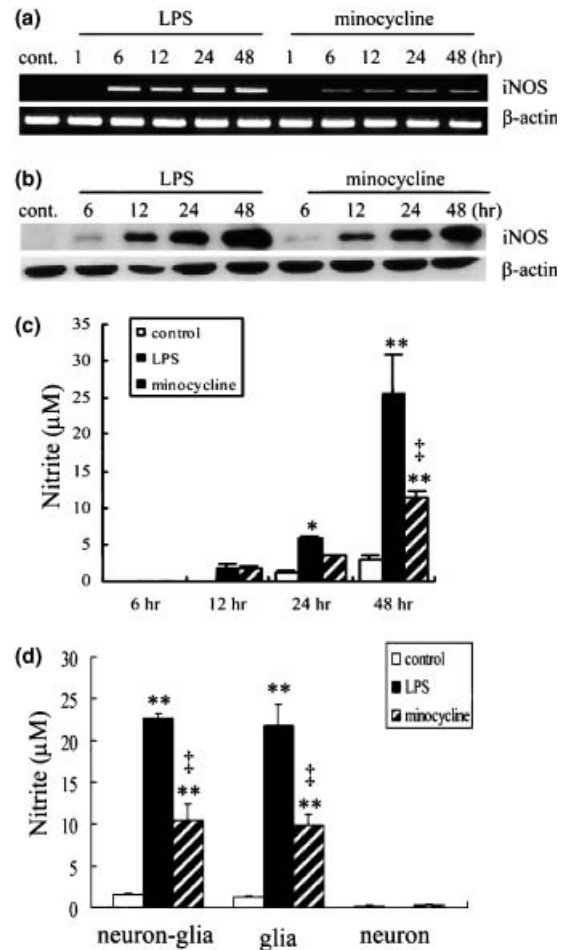 (a)
LPS minocycline
cont. 1 6 12 24 48 1 6 12 24 48 (hr)
iNOS
β-actin
(b)
LPS minocycline
cont. 6 12 24 48 6 12 24 48 (hr)
iNOS
β-actin
(c)
35
30
25
20
15
10
5
0
Nitrite (μM)
control
LPS
minocycline
*
**
‡
‡
**
6 hr 12 hr 24 hr 48 hr
(d)
30
25
20
15
10
5
0
Nitrite (μM)
control
LPS
minocycline
**
‡
‡
**
**
‡
‡
**
neuron-glia glia neuron